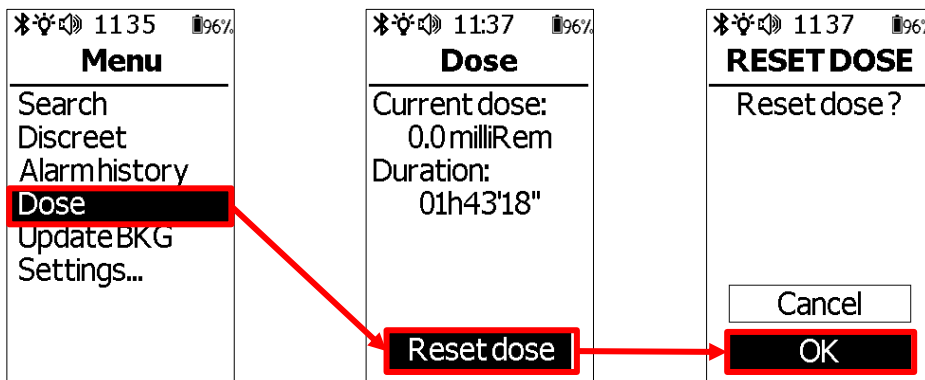 1135 96%
Menu
Search
Discreet
Alarm history
Dose
Update BKG
Settings...
11:37 96%
Dose
Current dose:
0.0 milliRem
Duration:
01h43'18"
Reset dose
1137 96%
RESET DOSE
Reset dose ?
Cancel
OK